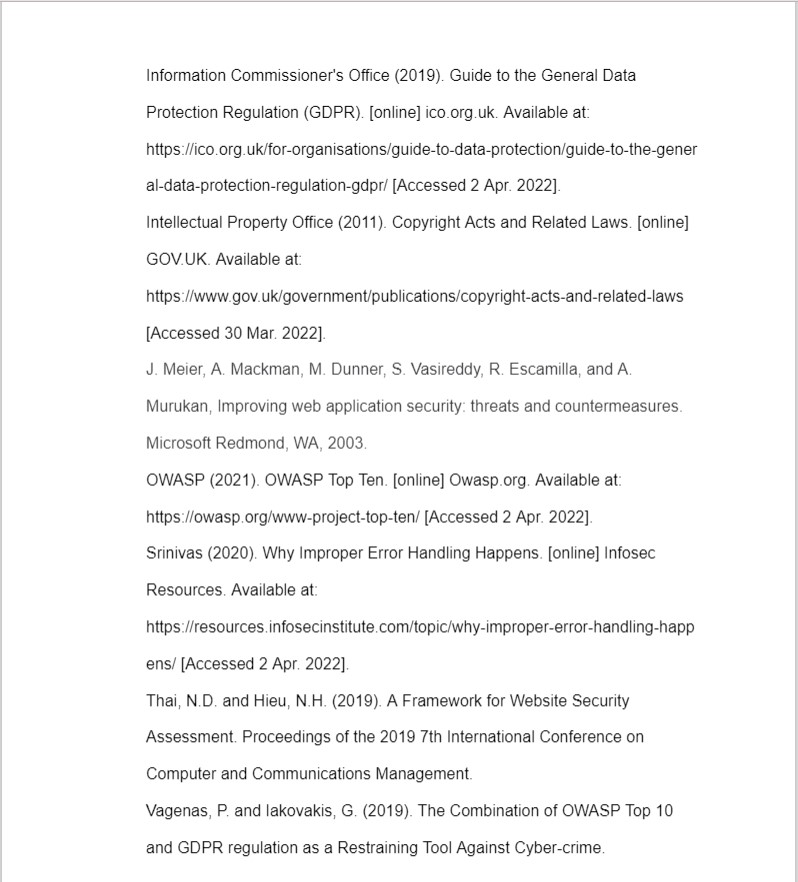 Information Commissioner's Office (2019). Guide to the General Data
Protection Regulation (GDPR). [online] ico.org.uk. Available at:
https://ico.org.uk/for-organisations/guide-to-data-protection/guide-to-the-gener
al-data-protection-regulation-gdpr/ [Accessed 2 Apr. 2022].
Intellectual Property Office (2011). Copyright Acts and Related Laws. [online]
GOV.UK. Available at:
https://www.gov.uk/government/publications/copyright-acts-and-related-laws
[Accessed 30 Mar. 2022].
J. Meier, A. Mackman, M. Dunner, S. Vasireddy, R. Escamilla, and A.
Murukan, Improving web application security: threats and countermeasures.
Microsoft Redmond, WA, 2003.
OWASP (2021). OWASP Top Ten. [online] Owasp.org. Available at:
https://owasp.org/www-project-top-ten/ [Accessed 2 Apr. 2022].
Srinivas (2020). Why Improper Error Handling Happens. [online] Infosec
Resources. Available at:
https://resources.infosecinstitute.com/topic/why-improper-error-handling-happ
ens/ [Accessed 2 Apr. 2022].
Thai, N.D. and Hieu, N.H. (2019). A Framework for Website Security
Assessment. Proceedings of the 2019 7th International Conference on
Computer and Communications Management.
Vagenas, P. and Iakovakis, G. (2019). The Combination of OWASP Top 10
and GDPR regulation as a Restraining Tool Against Cyber-crime.